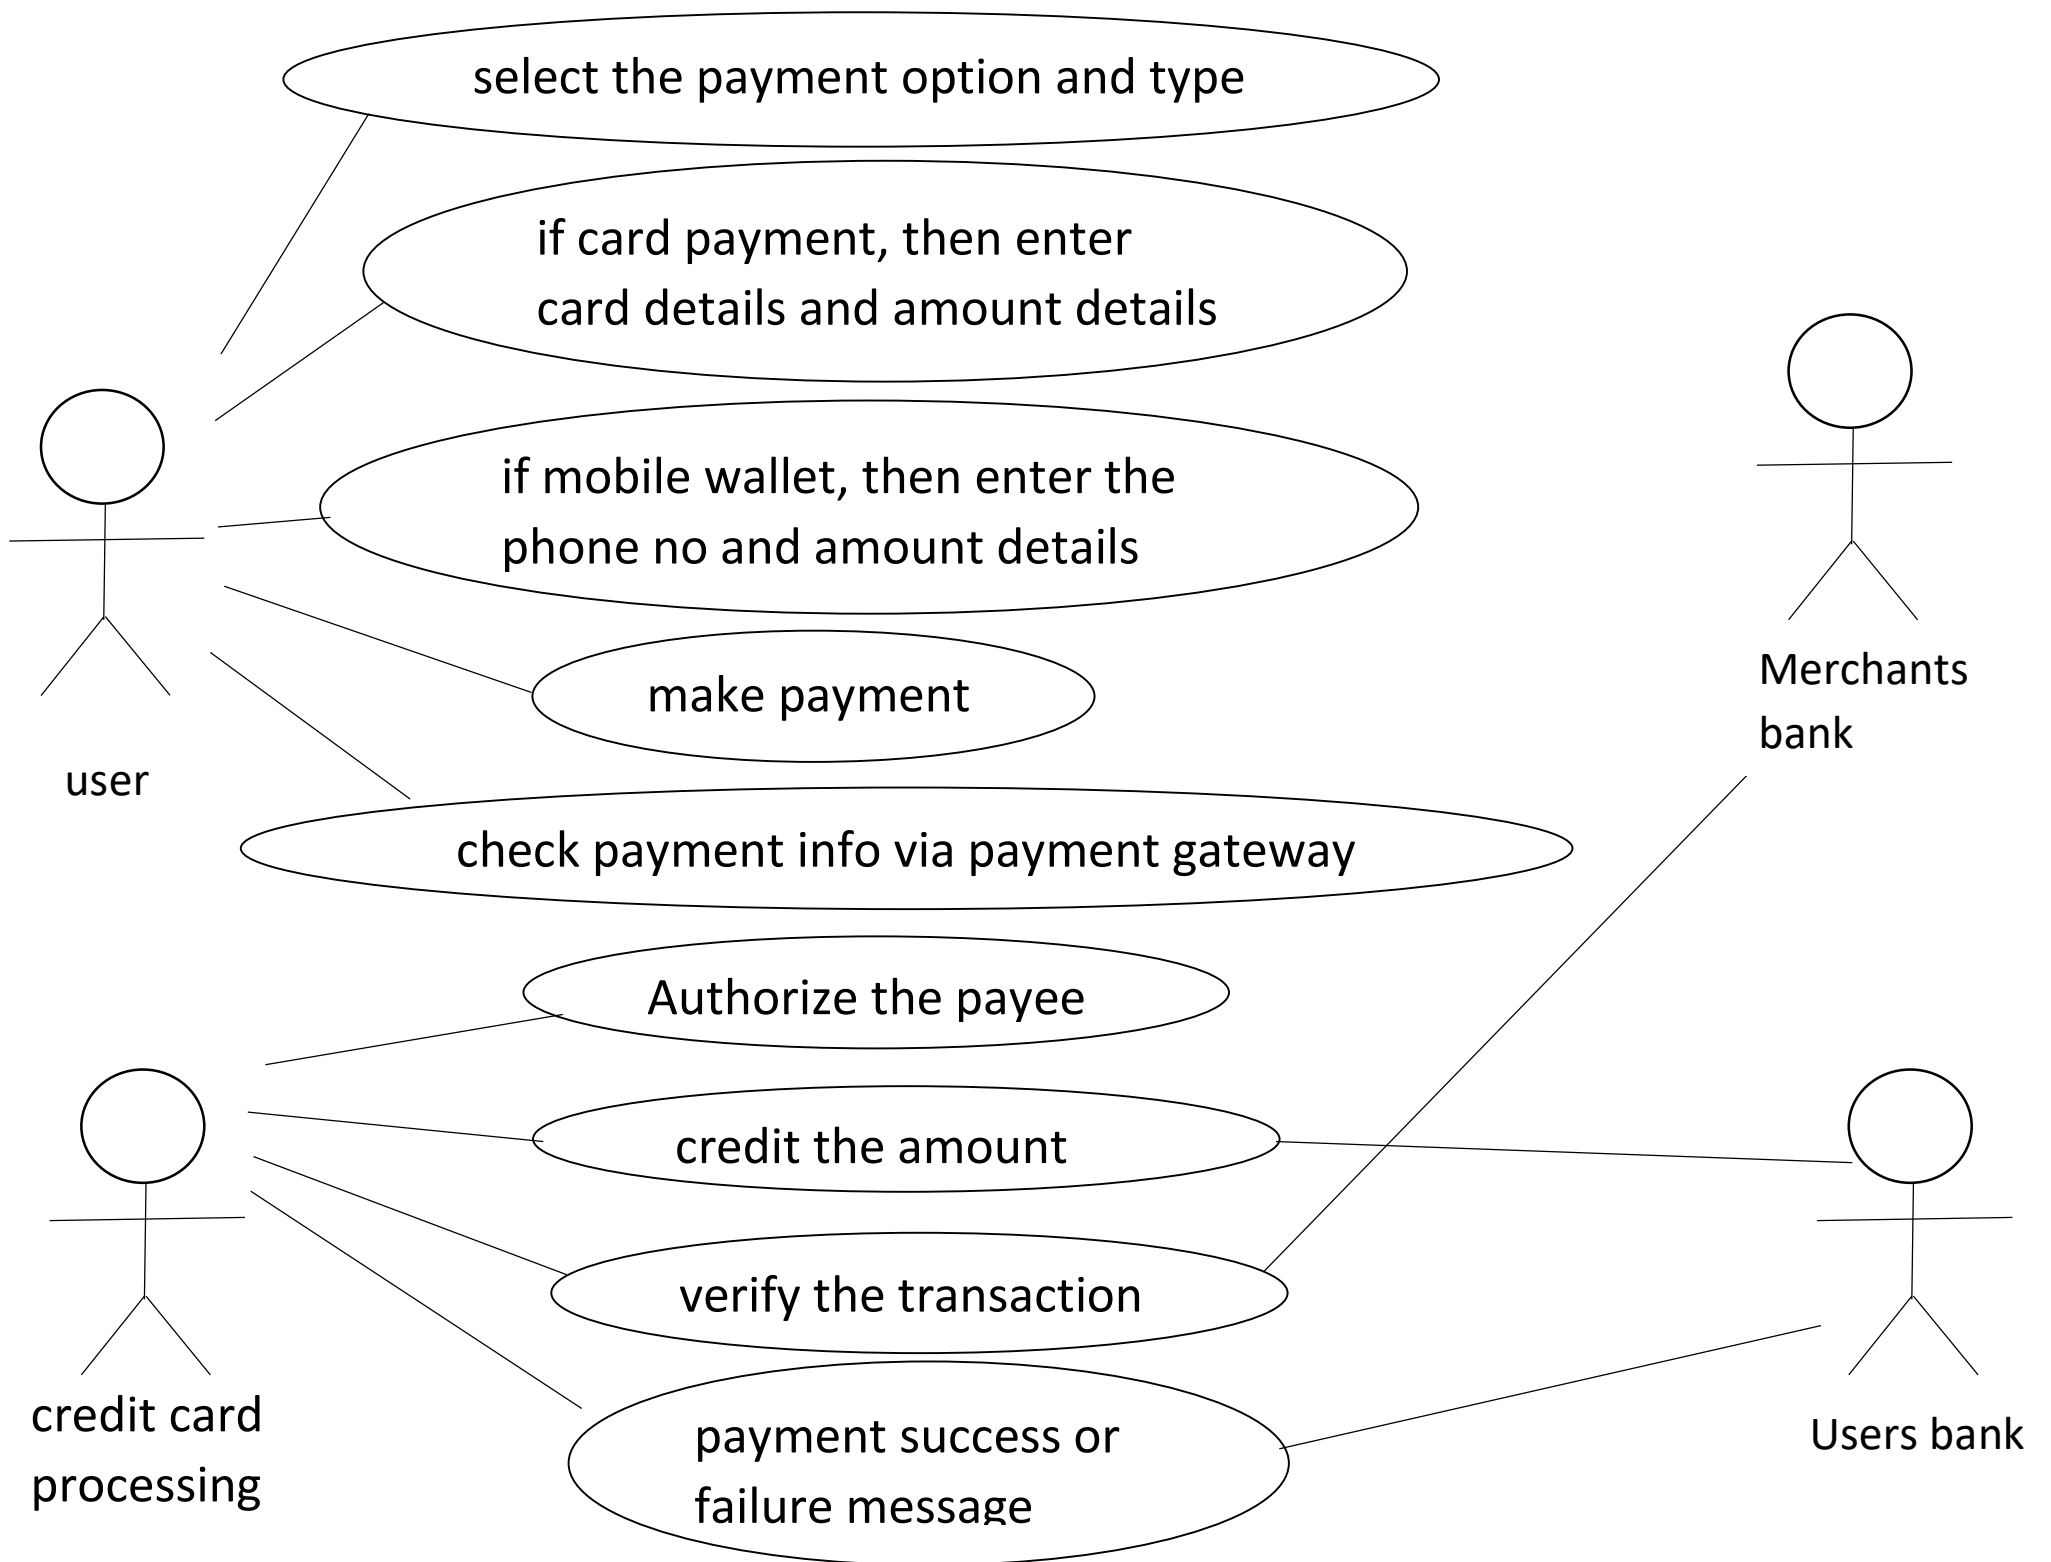 select the payment option and type
if card payment, then enter
card details and amount details
if mobile wallet, then enter the
phone no and amount details
Merchants
bank
make payment
user
check payment info via payment gateway
Authorize the payee
credit the amount
verify the transaction
credit card
processing
payment success or
failure message
Users bank